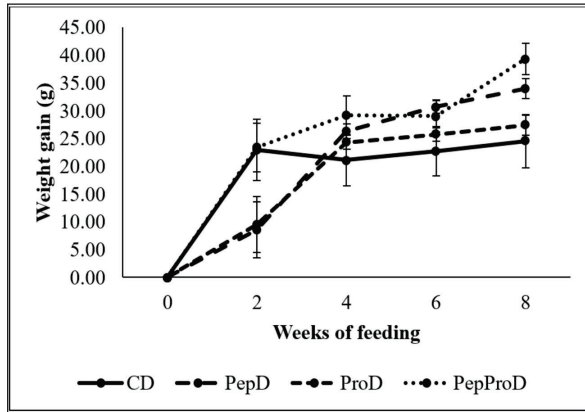 45.00
40.00
35.00
30.00
25.00
20.00
15.00
10.00
5.00
0.00
Weight gain (g)
0 2 4 6 8
Weeks of feeding
CD PepD ProD PepProD